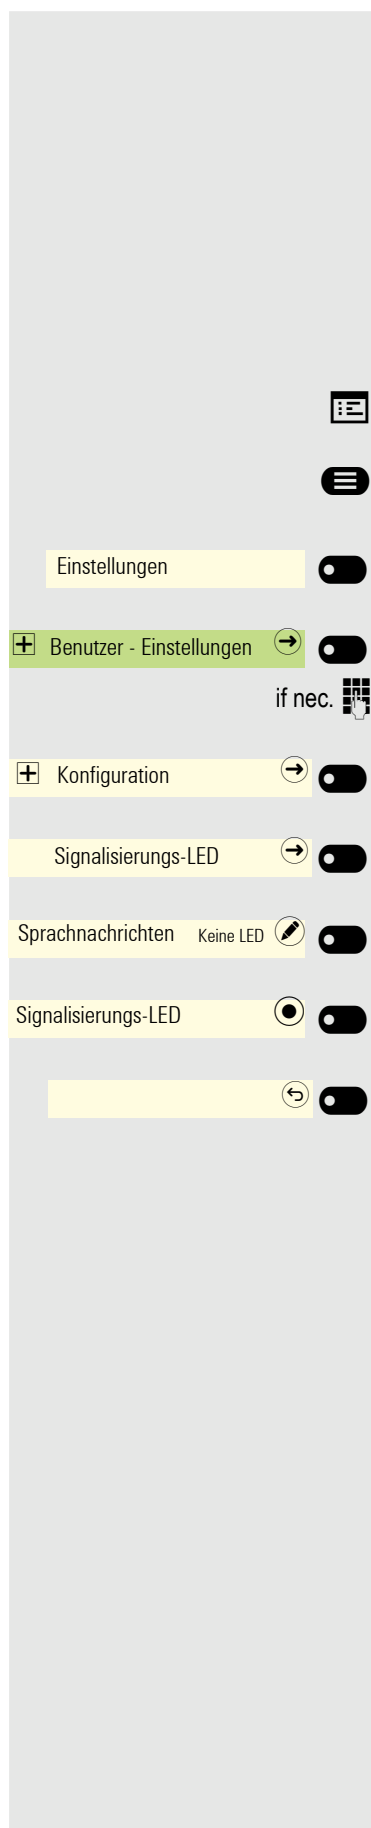 Einstellungen
Benutzer - Einstellungen
if nec.
Konfiguration
Signalisierungs-LED
Sprachnachrichten Keine LED
Signalisierungs-LED